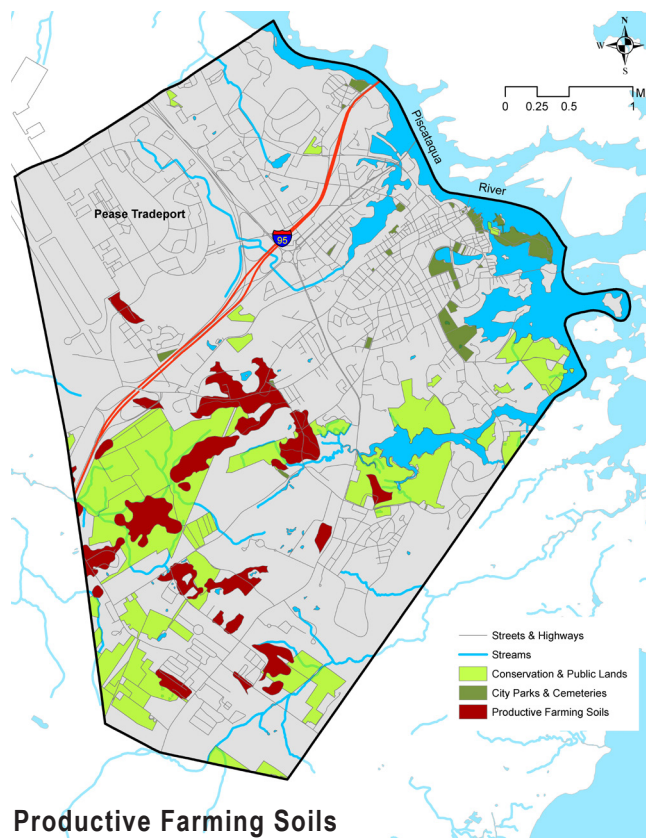 N
W E
S
0 0.25 0.5 1
M
Piscataqua
River
Pease Tradeport
95
Streets & Highways
Streams
Conservation & Public Lands
City Parks & Cemeteries
Productive Farming Soils
Productive Farming Soils